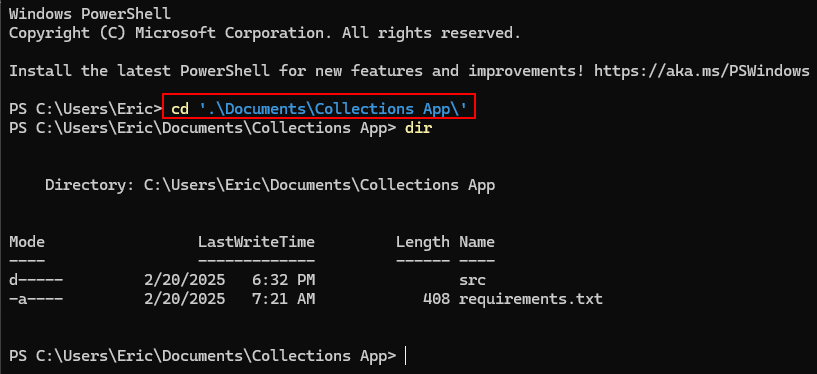 Windows PowerShell
Copyright (C) Microsoft Corporation. All rights reserved.
Install the latest PowerShell for new features and improvements! https://aka.ms/PSWindows
PS C:\Users\Eric> cd '.\Documents\Collections App\'
PS C:\Users\Eric\Documents\Collections App> dir
    Directory: C:\Users\Eric\Documents\Collections App
Mode                 LastWriteTime         Length Name
----                 -------------         ------ ----
d-----         2/20/2025   6:32 PM                src
-a----         2/20/2025   7:21 AM            408 requirements.txt
PS C:\Users\Eric\Documents\Collections App>